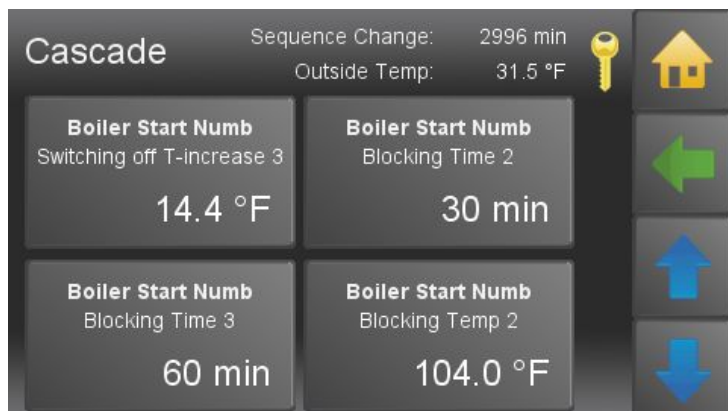 Cascade
Sequence Change: 2996 min
Outside Temp: 31.5 °F
Boiler Start Numb
Switching off T-increase 3
14.4 °F
Boiler Start Numb
Blocking Time 2
30 min
Boiler Start Numb
Blocking Time 3
60 min
Boiler Start Numb
Blocking Temp 2
104.0 °F